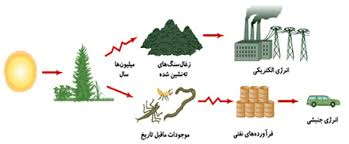 میلیون‌ها
سال
زغال‌سنگ‌های
ته‌نشین شده
انرژی الکتریکی
موجودات ماقبل تاریخ
فرآورده‌های نفتی
انرژی جنبشی